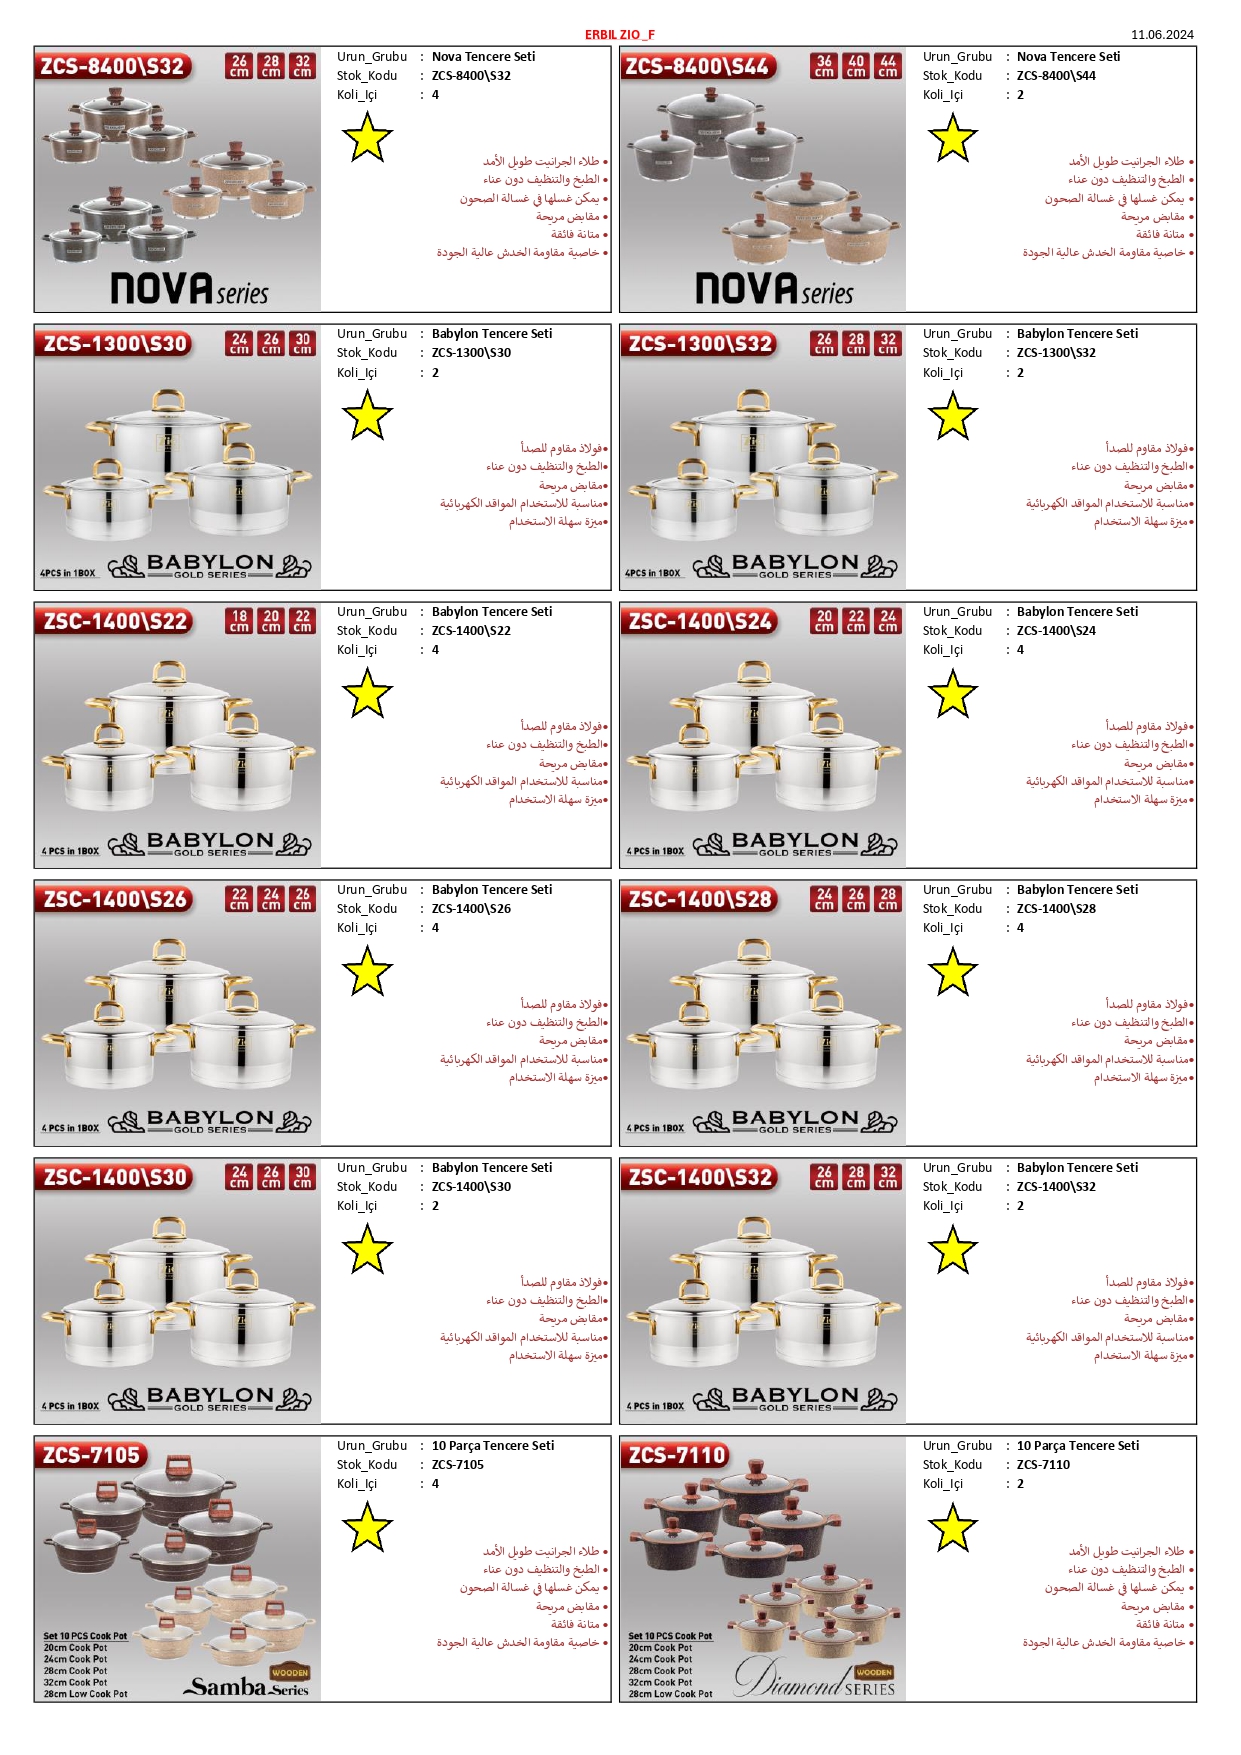 ERBIL ZIO_F
11.06.2024
ZCS-8400\S32
26 cm 28 cm 32 cm
NOVA series
Urun_Grubu : Nova Tencere Seti
Stok_Kodu : ZCS-8400\S32
Koli_Içi : 4
• طلاء الجرانيت طويل الأمد
• الطبخ والتنظيف دون عناء
• يمكن غسلها في غسالة الصحون
• مقابض مريحة
• متانة فائقة
• خاصية مقاومة الخدش عالية الجودة
ZCS-8400\S44
36 cm 40 cm 44 cm
NOVA series
Urun_Grubu : Nova Tencere Seti
Stok_Kodu : ZCS-8400\S44
Koli_Içi : 2
• طلاء الجرانيت طويل الأمد
• الطبخ والتنظيف دون عناء
• يمكن غسلها في غسالة الصحون
• مقابض مريحة
• متانة فائقة
• خاصية مقاومة الخدش عالية الجودة
ZCS-1300\S30
24 cm 26 cm 30 cm
4PCS in 1BOX
BABYLON
GOLD SERIES
Urun_Grubu : Babylon Tencere Seti
Stok_Kodu : ZCS-1300\S30
Koli_Içi : 2
•فولاذ مقاوم للصدأ
•الطبخ والتنظيف دون عناء
•مقابض مريحة
•مناسبة للاستخدام المواقد الكهربائية
•ميزة سهلة الاستخدام
ZCS-1300\S32
26 cm 28 cm 32 cm
4PCS in 1BOX
BABYLON
GOLD SERIES
Urun_Grubu : Babylon Tencere Seti
Stok_Kodu : ZCS-1300\S32
Koli_Içi : 2
•فولاذ مقاوم للصدأ
•الطبخ والتنظيف دون عناء
•مقابض مريحة
•مناسبة للاستخدام المواقد الكهربائية
•ميزة سهلة الاستخدام
ZSC-1400\S22
18 cm 20 cm 22 cm
4 PCS in 1BOX
BABYLON
GOLD SERIES
Urun_Grubu : Babylon Tencere Seti
Stok_Kodu : ZCS-1400\S22
Koli_Içi : 4
•فولاذ مقاوم للصدأ
•الطبخ والتنظيف دون عناء
•مقابض مريحة
•مناسبة للاستخدام المواقد الكهربائية
•ميزة سهلة الاستخدام
ZSC-1400\S24
20 cm 22 cm 24 cm
4 PCS in 1BOX
BABYLON
GOLD SERIES
Urun_Grubu : Babylon Tencere Seti
Stok_Kodu : ZCS-1400\S24
Koli_Içi : 4
•فولاذ مقاوم للصدأ
•الطبخ والتنظيف دون عناء
•مقابض مريحة
•مناسبة للاستخدام المواقد الكهربائية
•ميزة سهلة الاستخدام
ZSC-1400\S26
22 cm 24 cm 26 cm
4 PCS in 1BOX
BABYLON
GOLD SERIES
Urun_Grubu : Babylon Tencere Seti
Stok_Kodu : ZCS-1400\S26
Koli_Içi : 4
•فولاذ مقاوم للصدأ
•الطبخ والتنظيف دون عناء
•مقابض مريحة
•مناسبة للاستخدام المواقد الكهربائية
•ميزة سهلة الاستخدام
ZSC-1400\S28
24 cm 26 cm 28 cm
4 PCS in 1BOX
BABYLON
GOLD SERIES
Urun_Grubu : Babylon Tencere Seti
Stok_Kodu : ZCS-1400\S28
Koli_Içi : 4
•فولاذ مقاوم للصدأ
•الطبخ والتنظيف دون عناء
•مقابض مريحة
•مناسبة للاستخدام المواقد الكهربائية
•ميزة سهلة الاستخدام
ZSC-1400\S30
24 cm 26 cm 30 cm
4 PCS in 1BOX
BABYLON
GOLD SERIES
Urun_Grubu : Babylon Tencere Seti
Stok_Kodu : ZCS-1400\S30
Koli_Içi : 2
•فولاذ مقاوم للصدأ
•الطبخ والتنظيف دون عناء
•مقابض مريحة
•مناسبة للاستخدام المواقد الكهربائية
•ميزة سهلة الاستخدام
ZSC-1400\S32
26 cm 28 cm 32 cm
4 PCS in 1BOX
BABYLON
GOLD SERIES
Urun_Grubu : Babylon Tencere Seti
Stok_Kodu : ZCS-1400\S32
Koli_Içi : 2
•فولاذ مقاوم للصدأ
•الطبخ والتنظيف دون عناء
•مقابض مريحة
•مناسبة للاستخدام المواقد الكهربائية
•ميزة سهلة الاستخدام
ZCS-7105
Set 10 PCS Cook Pot
20cm Cook Pot
24cm Cook Pot
28cm Cook Pot
32cm Cook Pot
28cm Low Cook Pot
WOODEN
Samba Series
Urun_Grubu : 10 Parça Tencere Seti
Stok_Kodu : ZCS-7105
Koli_Içi : 4
• طلاء الجرانيت طويل الأمد
• الطبخ والتنظيف دون عناء
• يمكن غسلها في غسالة الصحون
• مقابض مريحة
• متانة فائقة
• خاصية مقاومة الخدش عالية الجودة
ZCS-7110
Set 10 PCS Cook Pot
20cm Cook Pot
24cm Cook Pot
28cm Cook Pot
32cm Cook Pot
28cm Low Cook Pot
WOODEN
Diamond SERIES
Urun_Grubu : 10 Parça Tencere Seti
Stok_Kodu : ZCS-7110
Koli_Içi : 2
• طلاء الجرانيت طويل الأمد
• الطبخ والتنظيف دون عناء
• يمكن غسلها في غسالة الصحون
• مقابض مريحة
• متانة فائقة
• خاصية مقاومة الخدش عالية الجودة